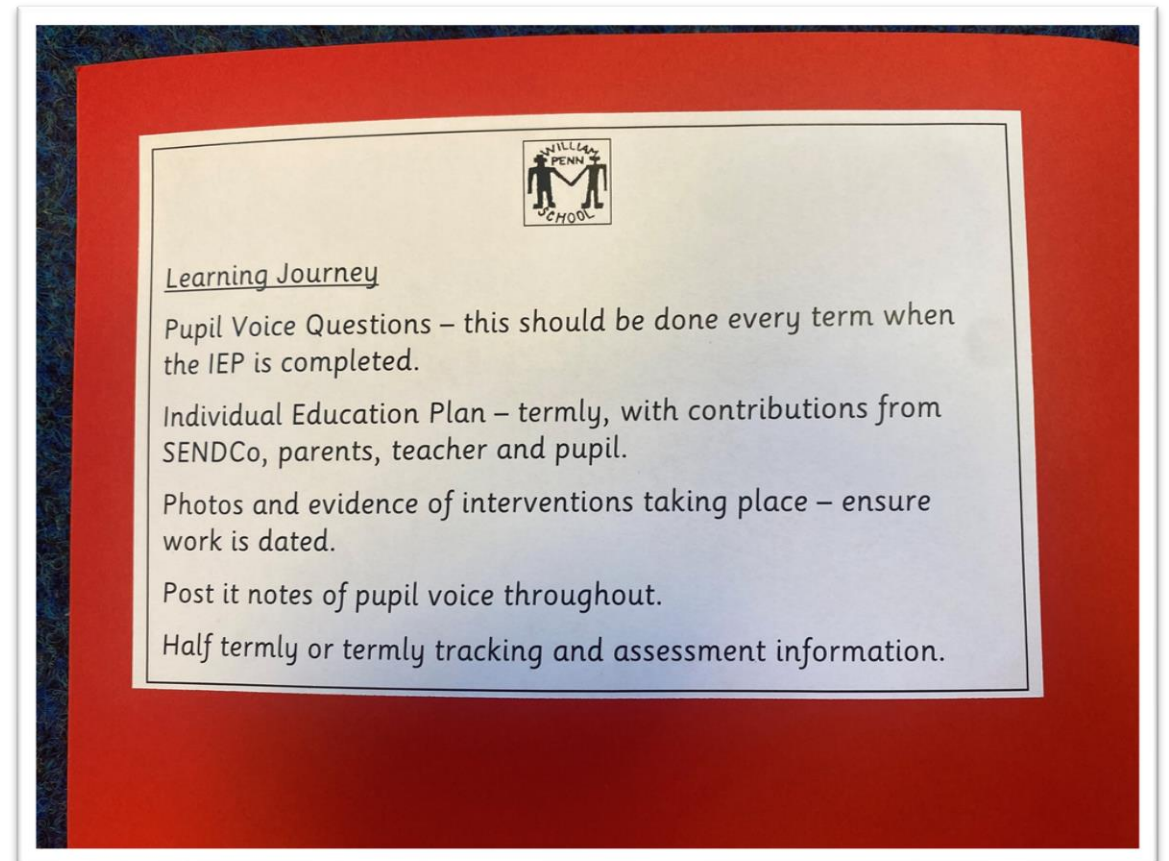 WILLIAM
PENN
SCHOOL
Learning Journey
Pupil Voice Questions – this should be done every term when
the IEP is completed.
Individual Education Plan – termly, with contributions from
SENDCo, parents, teacher and pupil.
Photos and evidence of interventions taking place – ensure
work is dated.
Post it notes of pupil voice throughout.
Half termly or termly tracking and assessment information.